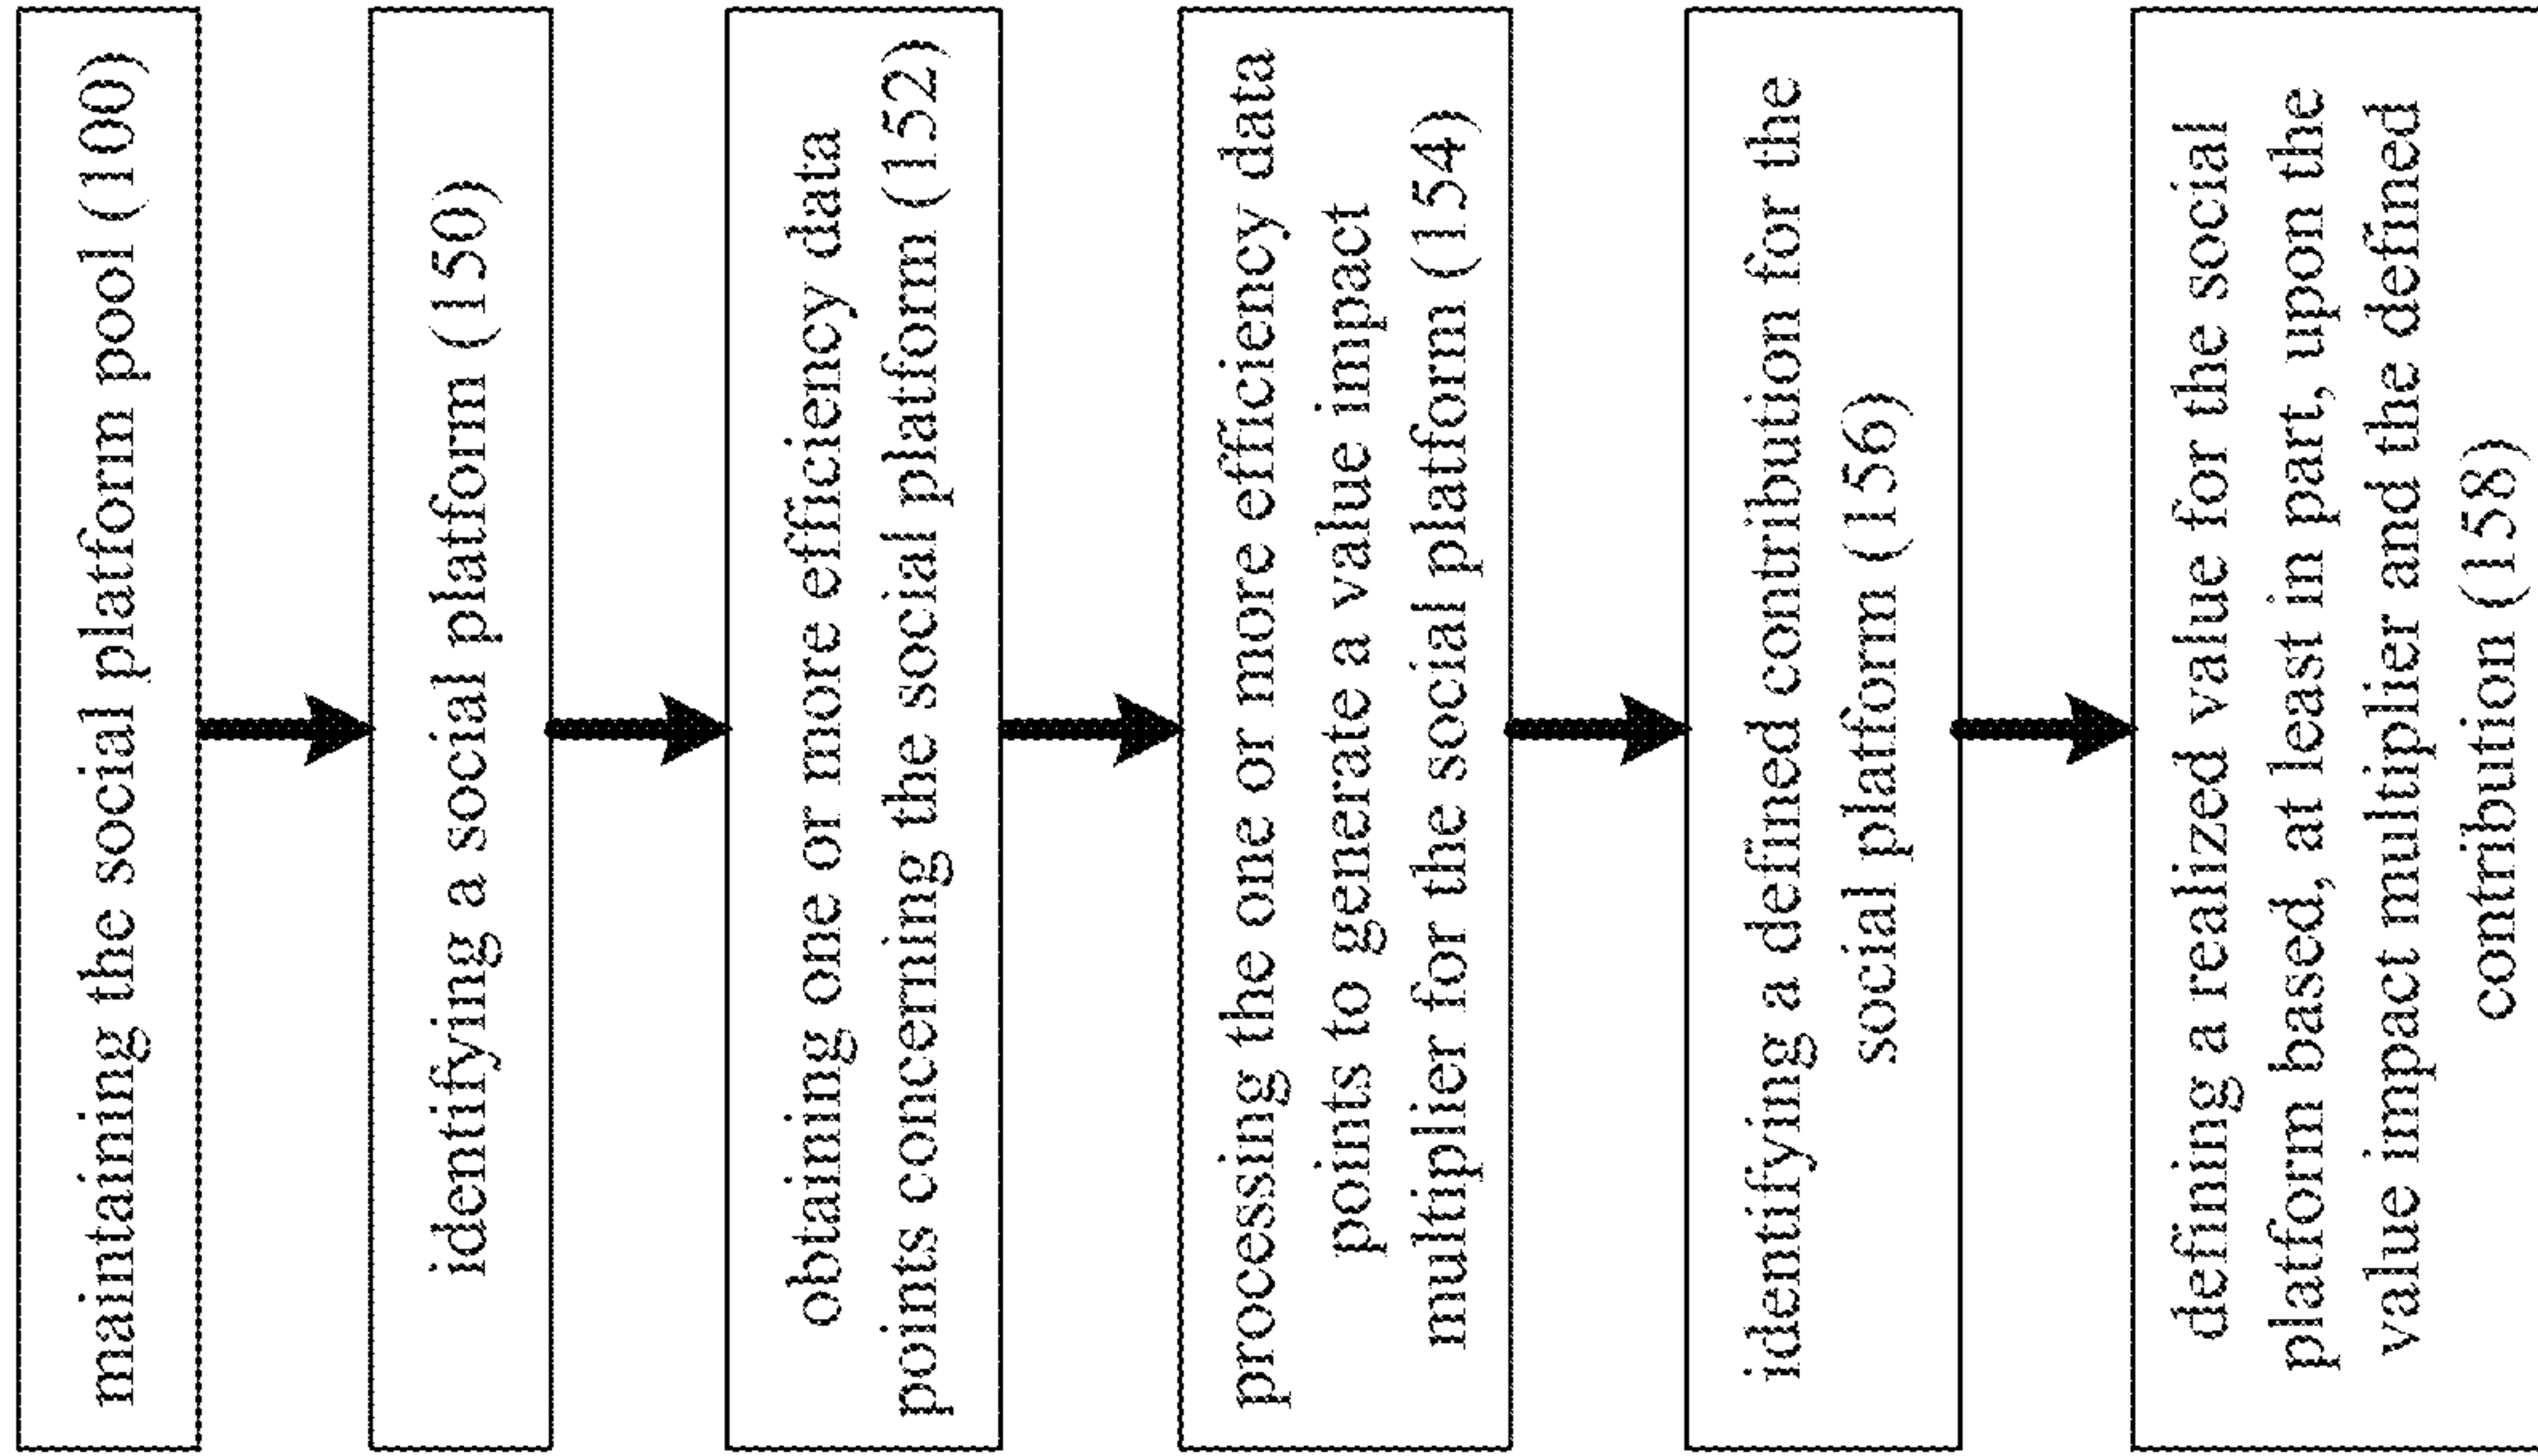 maintaining the social platform pool (100)
identifying a social platform (150)
obtaining one or more efficiency data
points concerning the social platform (152)
processing the one or more efficiency data
points to generate a value impact
multiplier for the social platform (154)
identifying a defined contribution for the
social platform (156)
defining a realized value for the social
platform based, at least in part, upon the
value impact multiplier and the defined
contribution (158)